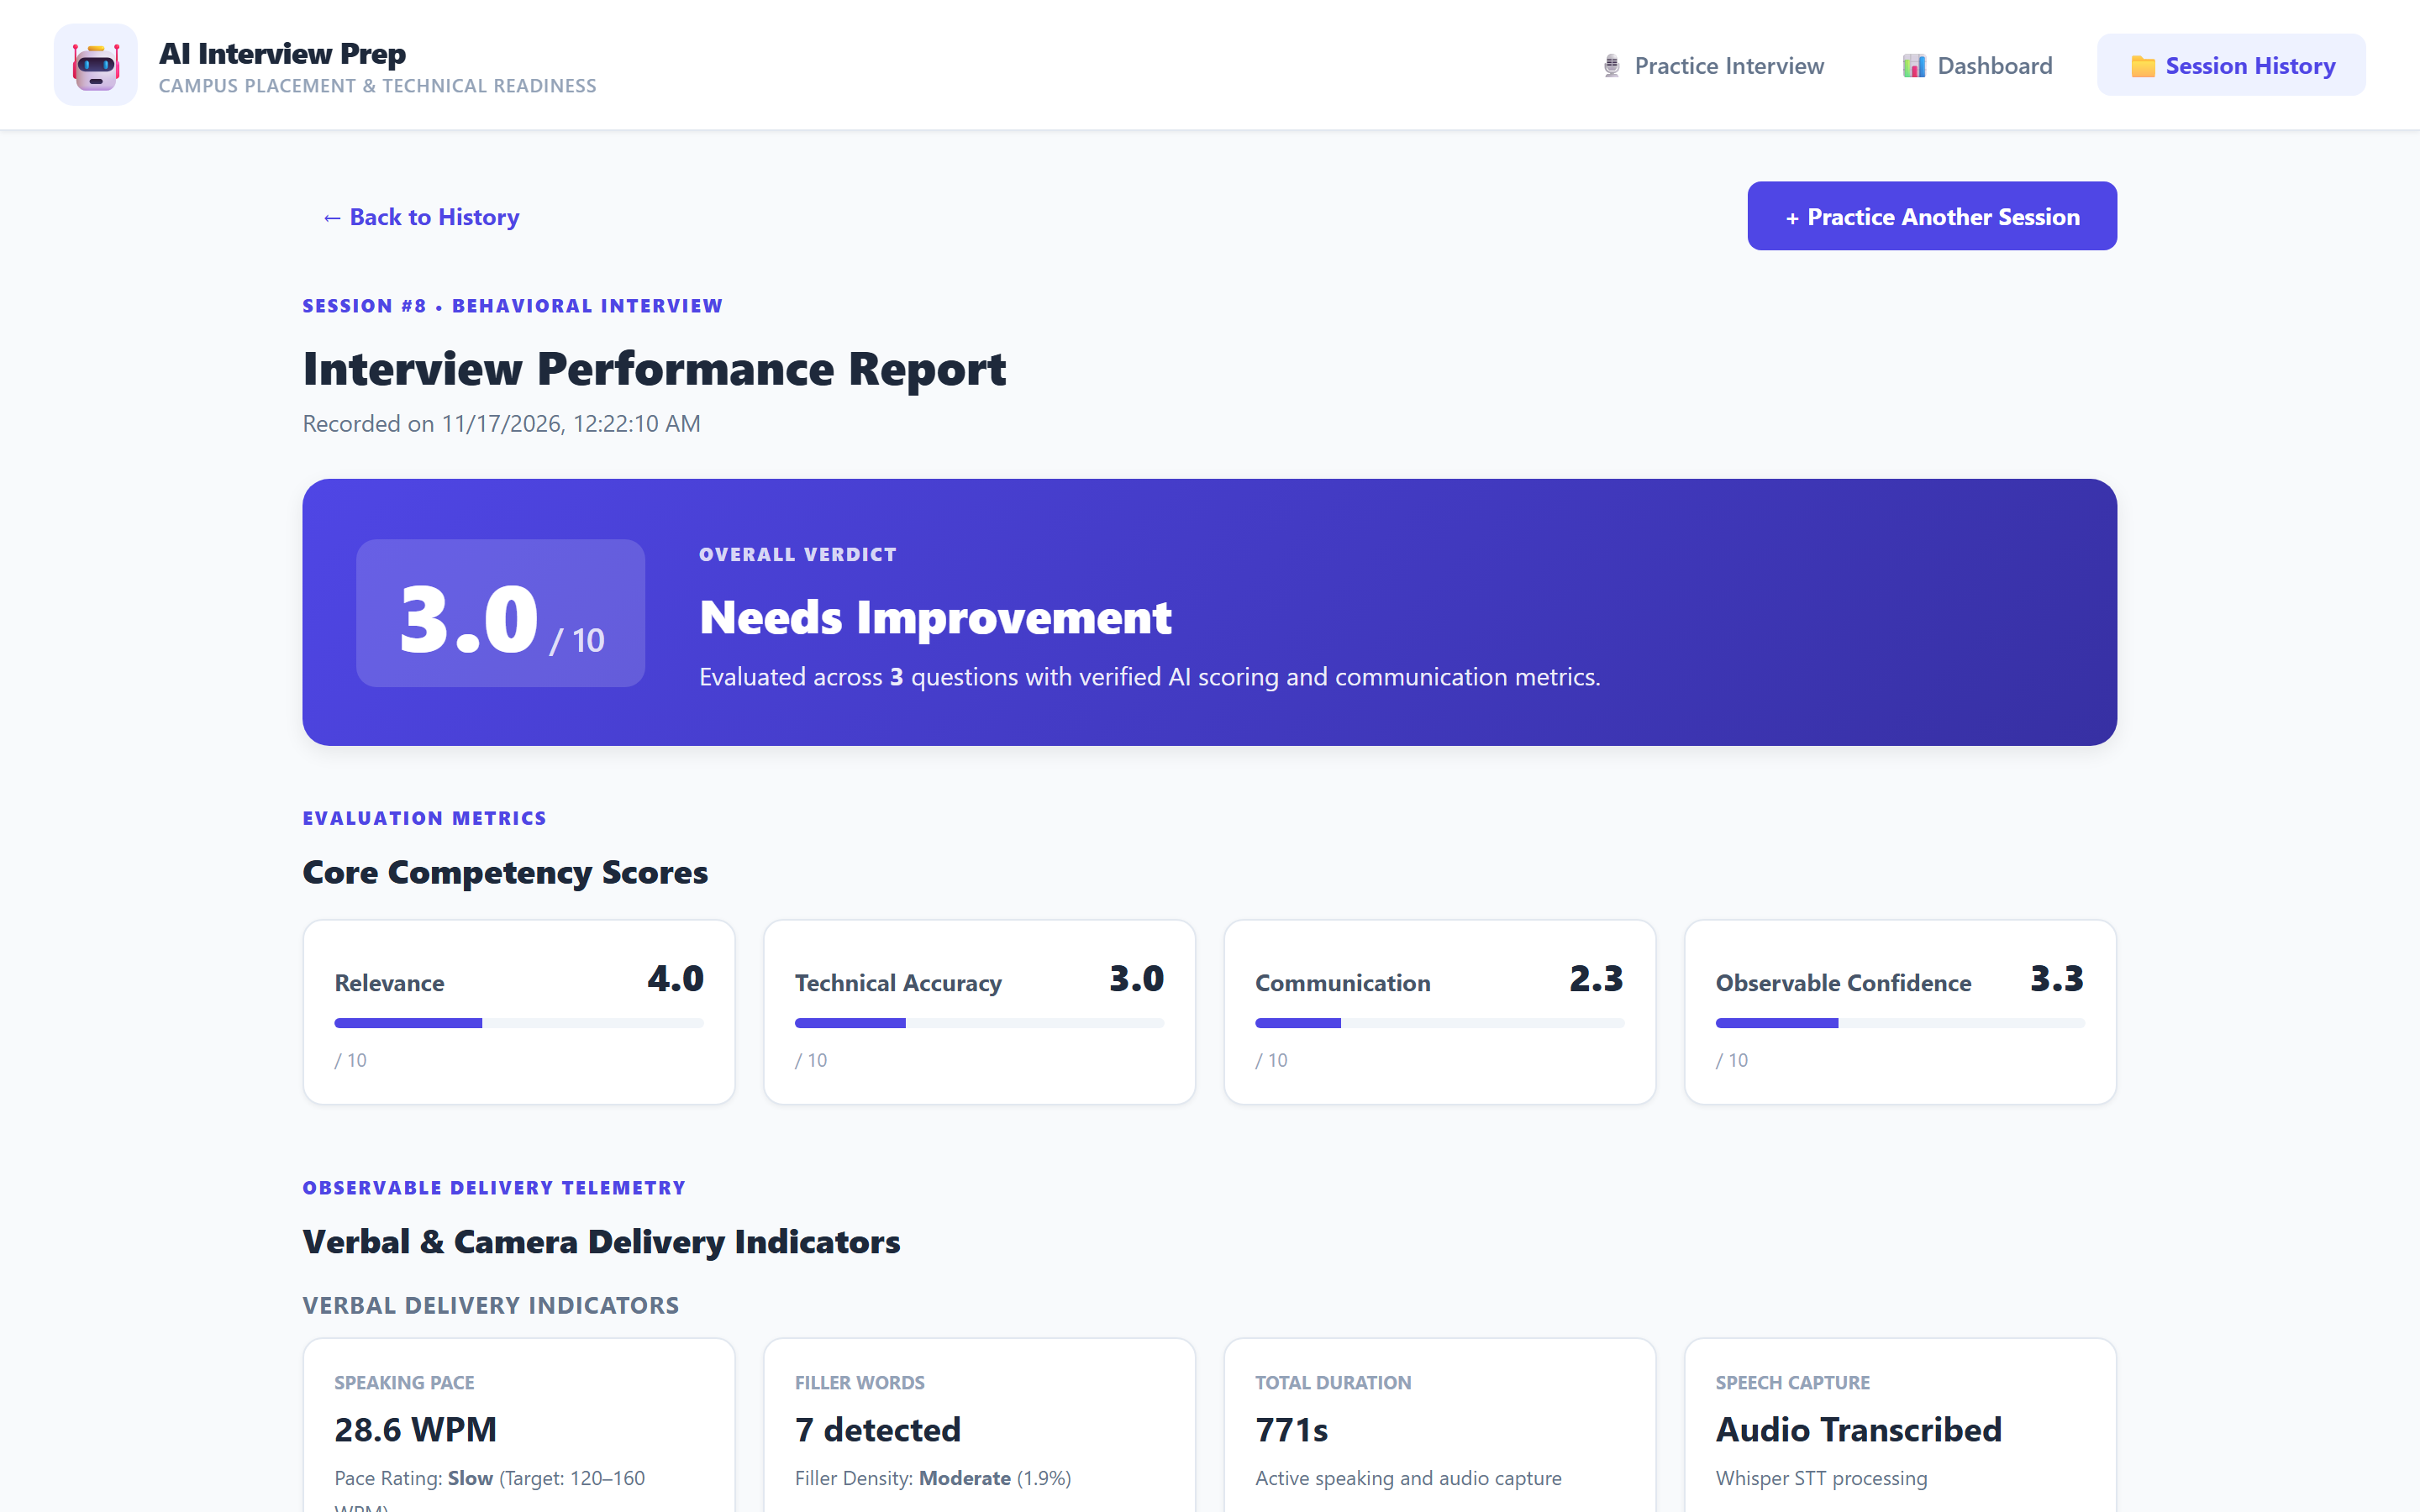 AI Interview Prep
CAMPUS PLACEMENT & TECHNICAL READINESS
Practice Interview
Dashboard
Session History
← Back to History
+ Practice Another Session
SESSION #8 • BEHAVIORAL INTERVIEW
Interview Performance Report
Recorded on 11/17/2026, 12:22:10 AM
3.0 / 10
OVERALL VERDICT
Needs Improvement
Evaluated across 3 questions with verified AI scoring and communication metrics.
EVALUATION METRICS
Core Competency Scores
Relevance 4.0
/ 10
Technical Accuracy 3.0
/ 10
Communication 2.3
/ 10
Observable Confidence 3.3
/ 10
OBSERVABLE DELIVERY TELEMETRY
Verbal & Camera Delivery Indicators
VERBAL DELIVERY INDICATORS
SPEAKING PACE
28.6 WPM
Pace Rating: Slow (Target: 120–160
WPM)
FILLER WORDS
7 detected
Filler Density: Moderate (1.9%)
TOTAL DURATION
771s
Active speaking and audio capture
SPEECH CAPTURE
Audio Transcribed
Whisper STT processing